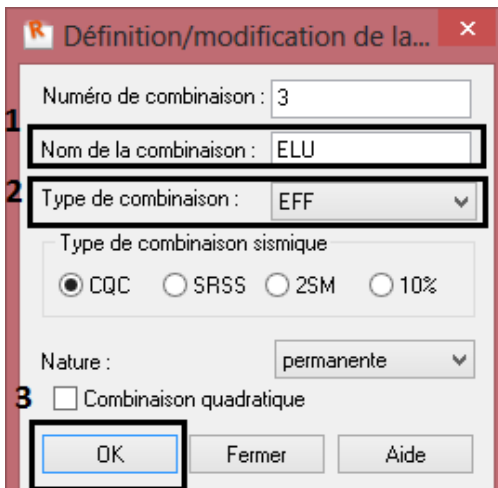 Définition/modification de la...
Numéro de combinaison : 3
1
Nom de la combinaison : ELU
2 Type de combinaison : EFF
Type de combinaison sismique
CQC SRSS 2SM 10%
Nature : permanente
3 Combinaison quadratique
OK Fermer Aide